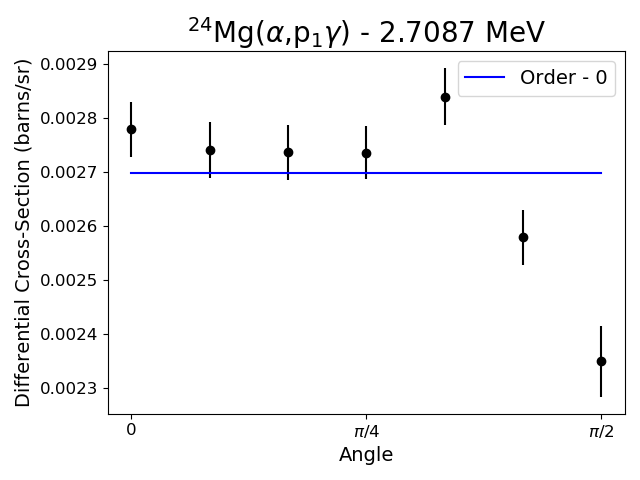 ²⁴Mg(α,p₁γ) - 2.7087 MeV
Differential Cross-Section (barns/sr)
0.0029
0.0028
0.0027
0.0026
0.0025
0.0024
0.0023
Order - 0
0 π/4 π/2
Angle